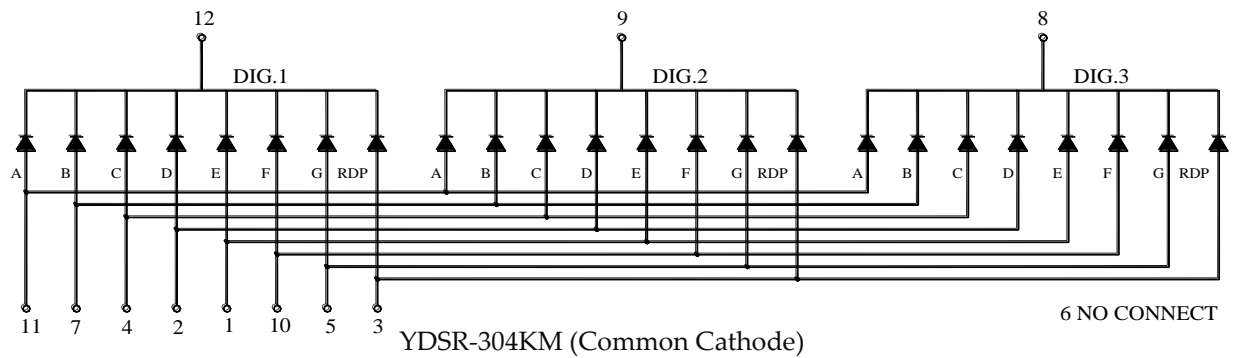 12 9 8
DIG.1 DIG.2 DIG.3
A B C D E F G RDP A B C D E F G RDP A B C D E F G RDP
6 NO CONNECT
11 7 4 2 1 10 5 3
YDSR-304KM (Common Cathode)